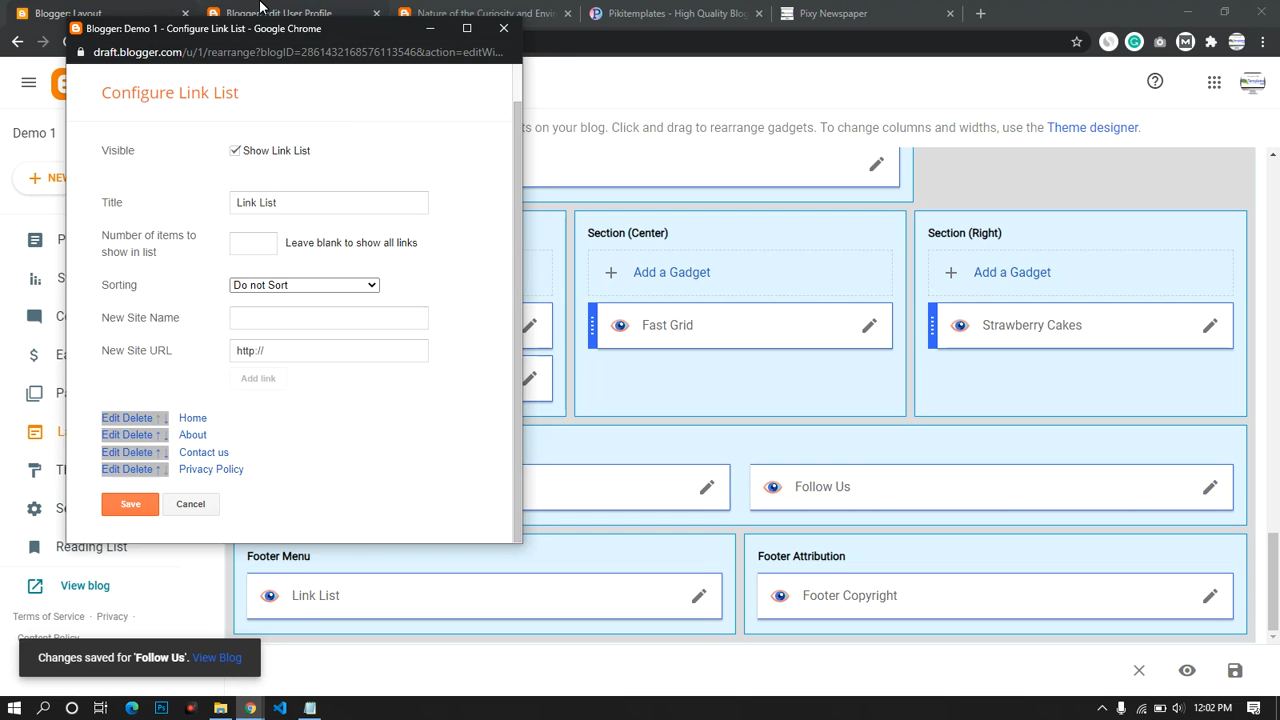 Blogger: Layout
Blogger: Edit User Profile
Nature of the Curiosity and Envi
Pikitemplates - High Quality Blog
Pixy Newspaper
Blogger: Demo 1 - Configure Link List - Google Chrome
draft.blogger.com/u/1/rearrange?blogID=2861432168576113546&action=editWi...
Configure Link List
Visible
Show Link List
Title
Link List
Number of items to
show in list
Leave blank to show all links
Sorting
Do not Sort
New Site Name
New Site URL
http://
Add link
Edit Delete ↑ ↓ Home
Edit Delete ↑ ↓ About
Edit Delete ↑ ↓ Contact us
Edit Delete ↑ ↓ Privacy Policy
Save
Cancel
Demo 1
NEW
Reading List
View blog
Terms of Service · Privacy ·
Content Policy
Changes saved for 'Follow Us'. View Blog
ts on your blog. Click and drag to rearrange gadgets. To change columns and widths, use the Theme designer.
Section (Center)
Add a Gadget
Fast Grid
Section (Right)
Add a Gadget
Strawberry Cakes
Follow Us
Footer Menu
Link List
Footer Attribution
Footer Copyright
12:02 PM